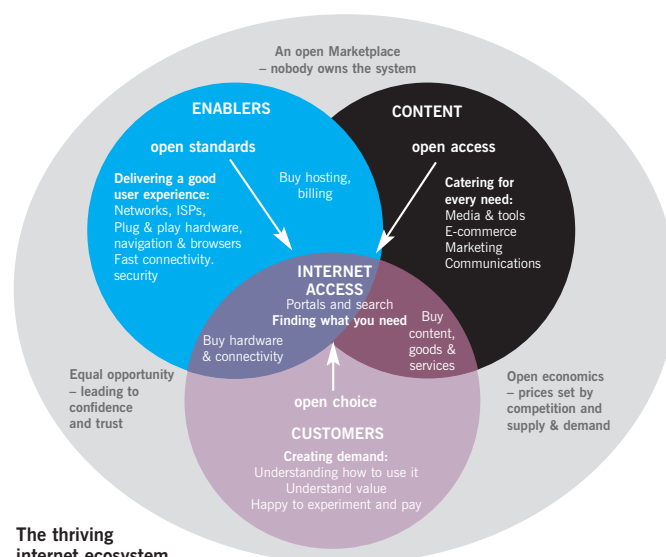 An open Marketplace
– nobody owns the system
ENABLERS
CONTENT
open standards
open access
Delivering a good
user experience:
Networks, ISPs,
Plug & play hardware,
navigation & browsers
Fast connectivity.
security
Buy hosting,
billing
Catering for
every need:
Media & tools
E-commerce
Marketing
Communications
INTERNET
ACCESS
Portals and search
Finding what you need
Buy hardware
& connectivity
Buy
content,
goods &
services
Equal opportunity
– leading to
confidence
and trust
Open economics
– prices set by
competition and
supply & demand
open choice
CUSTOMERS
Creating demand:
Understanding how to use it
Understand value
Happy to experiment and pay
The thriving
internet ecosystem